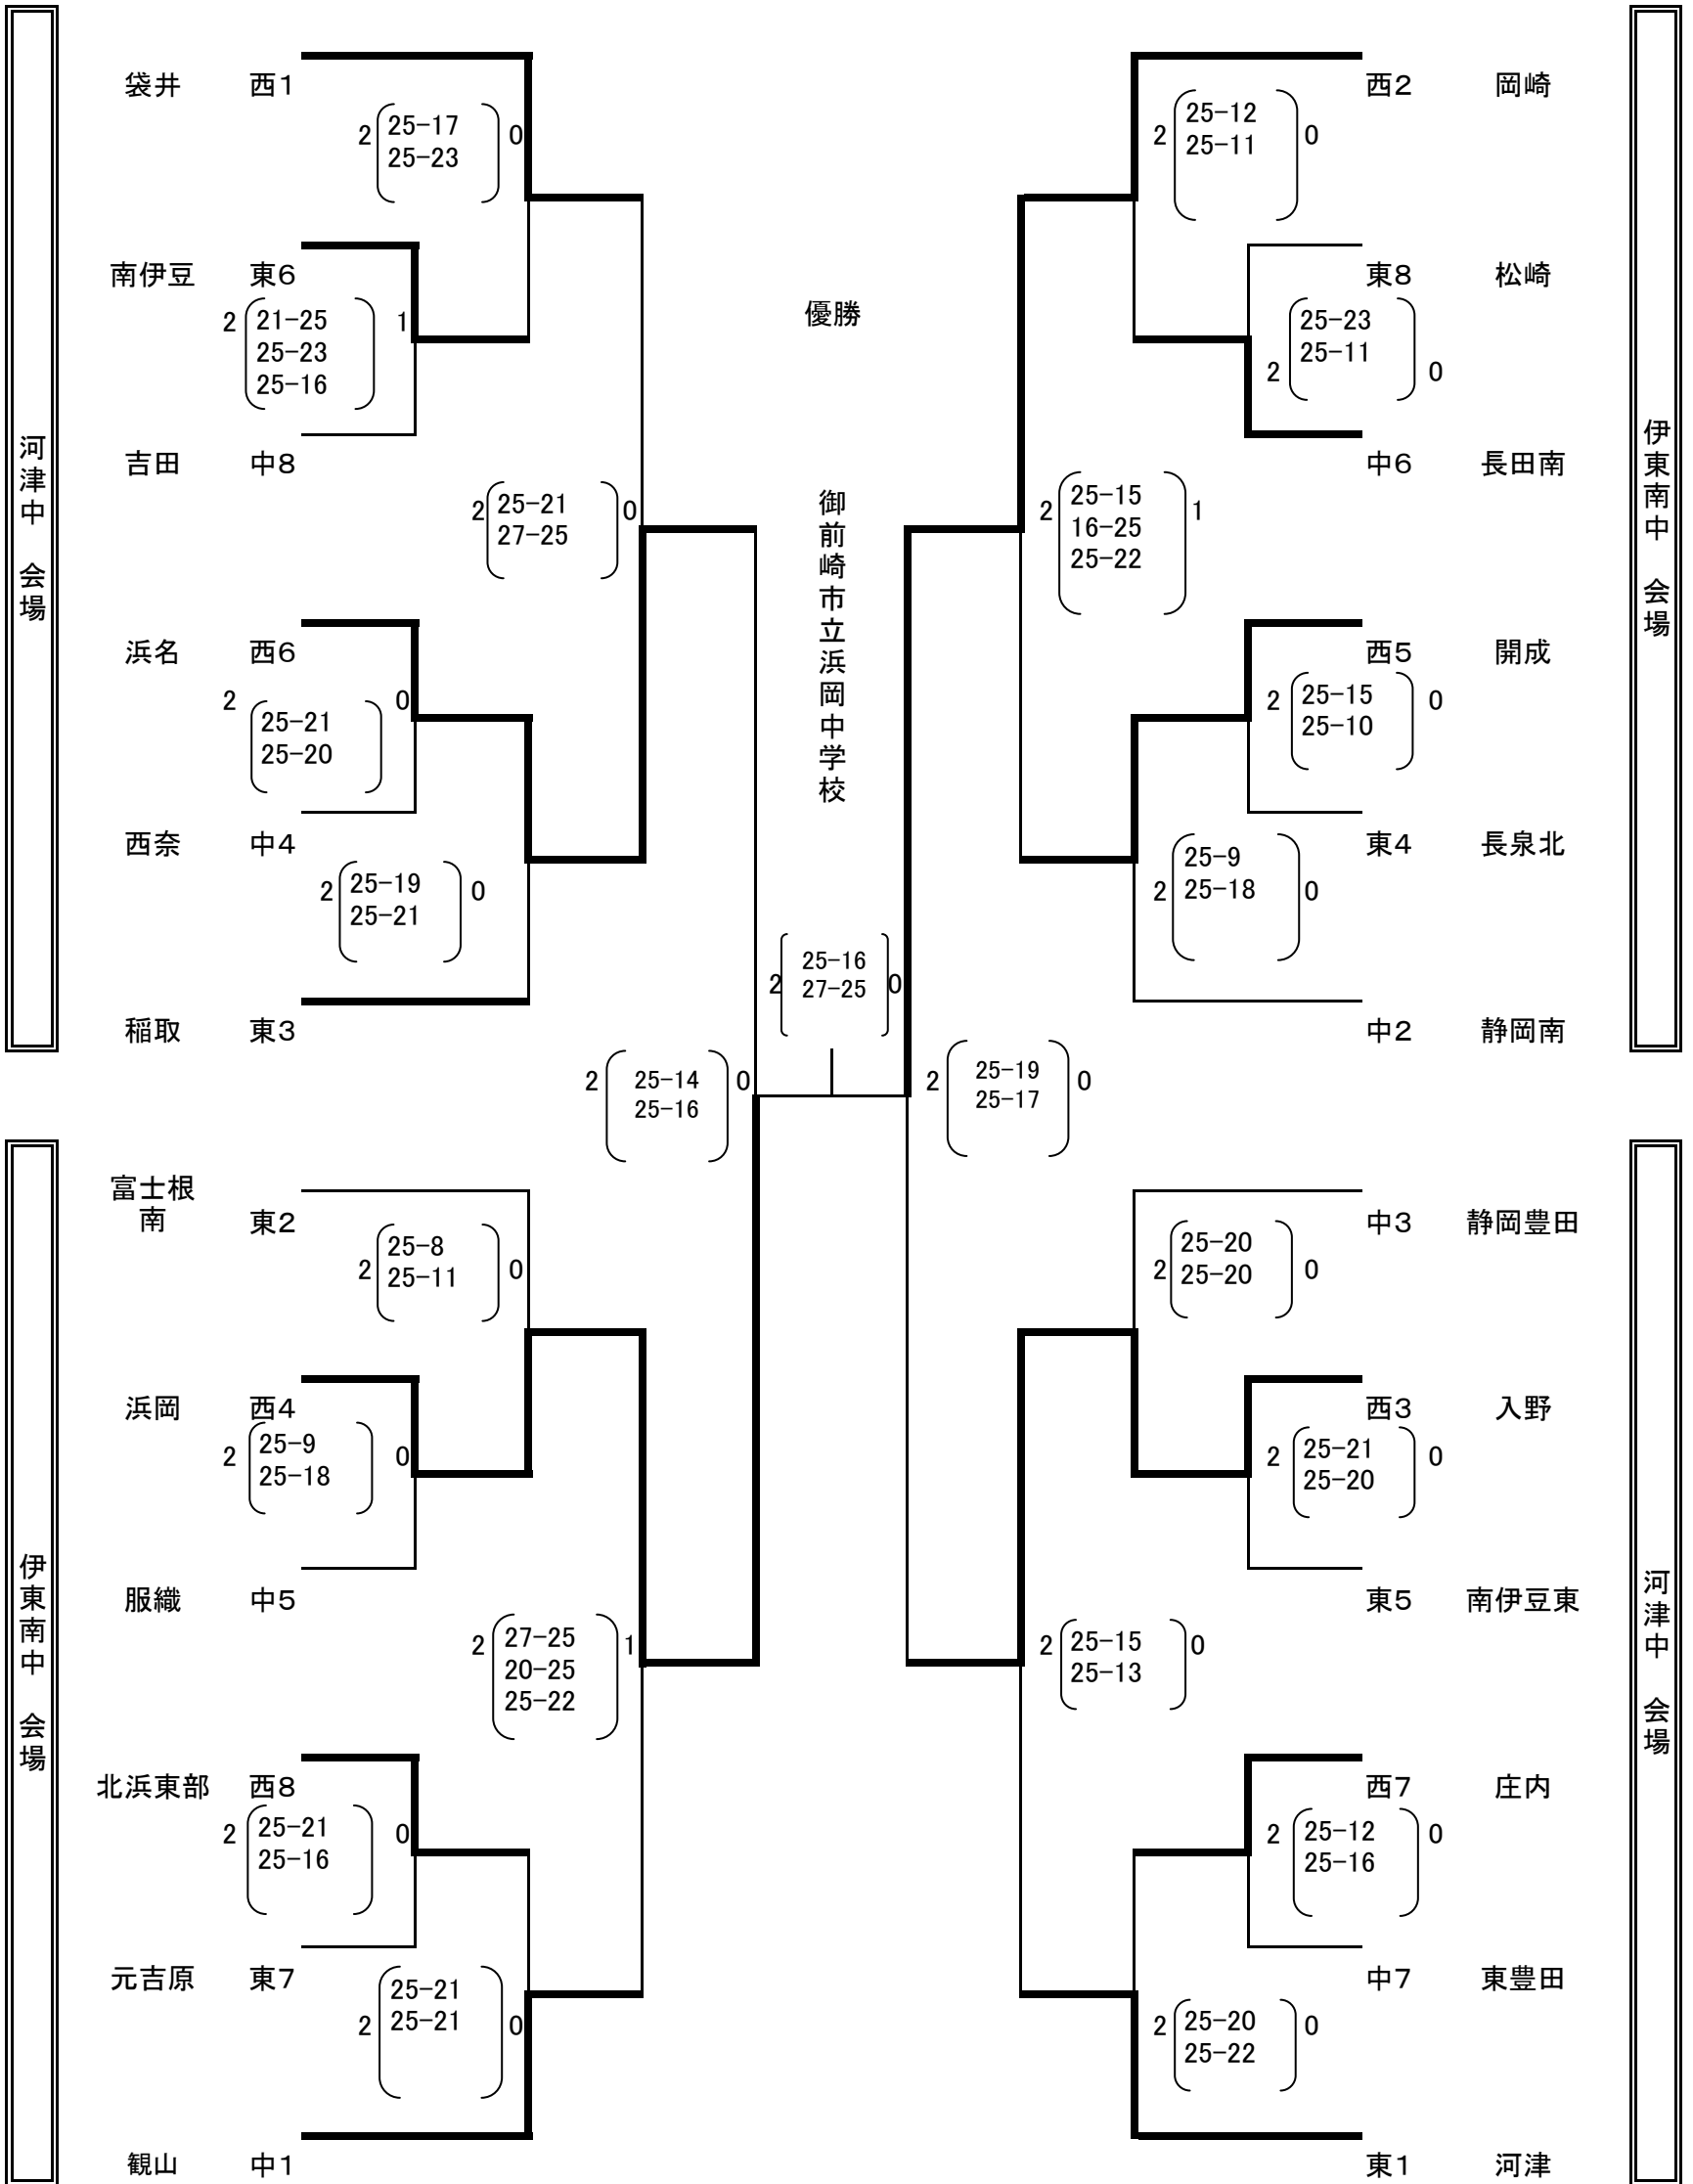 河津中　会場
袋井　西1
2 25-17 0
25-23
南伊豆　東6
2 21-25 1
25-23
25-16
吉田　中8
2 25-21 0
27-25
浜名　西6
2 25-21 0
25-20
西奈　中4
2 25-19 0
25-21
稲取　東3
伊東南中　会場
富士根
南　東2
2 25-8 0
25-11
浜岡　西4
2 25-9 0
25-18
服織　中5
2 27-25 1
20-25
25-22
北浜東部　西8
2 25-21 0
25-16
元吉原　東7
2 25-21 0
25-21
観山　中1
2 25-14 0
25-16
優勝
御前崎市立浜岡中学校
2 25-16 0
27-25
2 25-19 0
25-17
伊東南中　会場
西2　岡崎
2 25-12 0
25-11
東8　松崎
2 25-23 0
25-11
中6　長田南
2 25-15 1
16-25
25-22
西5　開成
2 25-15 0
25-10
東4　長泉北
2 25-9 0
25-18
中2　静岡南
河津中　会場
中3　静岡豊田
2 25-20 0
25-20
西3　入野
2 25-21 0
25-20
東5　南伊豆東
2 25-15 0
25-13
西7　庄内
2 25-12 0
25-16
中7　東豊田
2 25-20 0
25-22
東1　河津